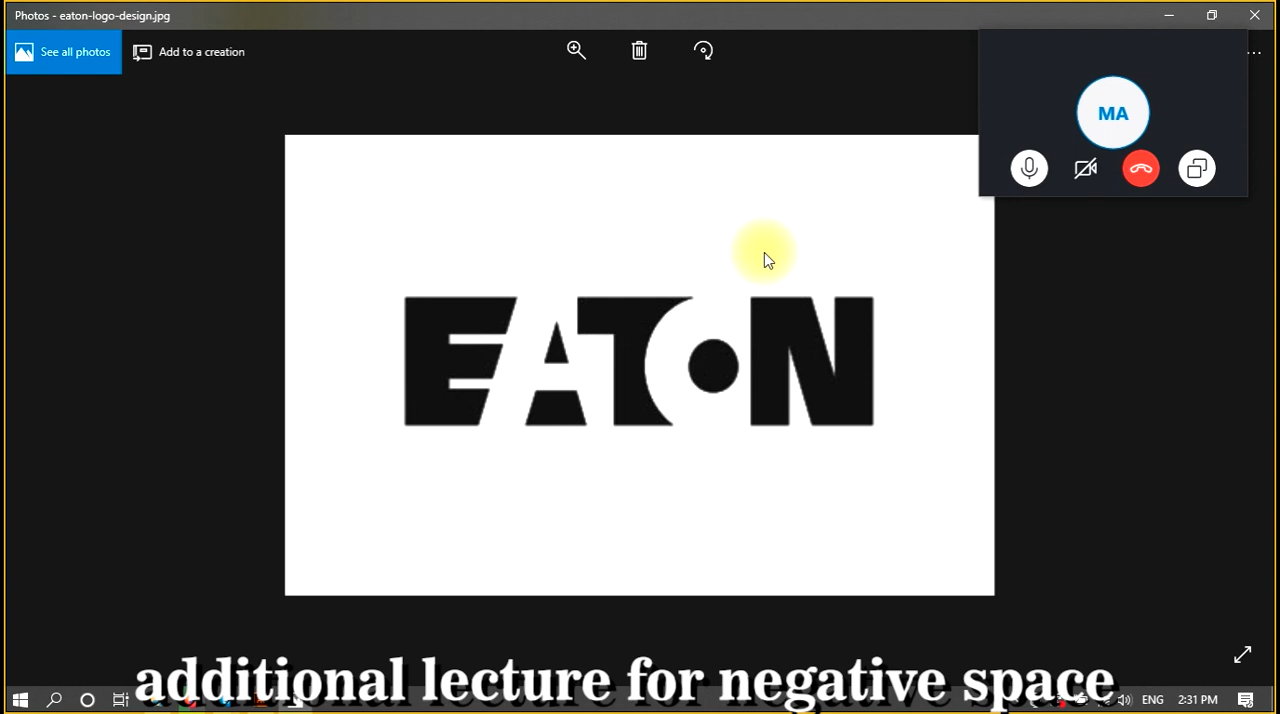 Photos - eaton-logo-design.jpg
See all photos
Add to a creation
MA
EATON
additional lecture for negative space
ENG
2:31 PM